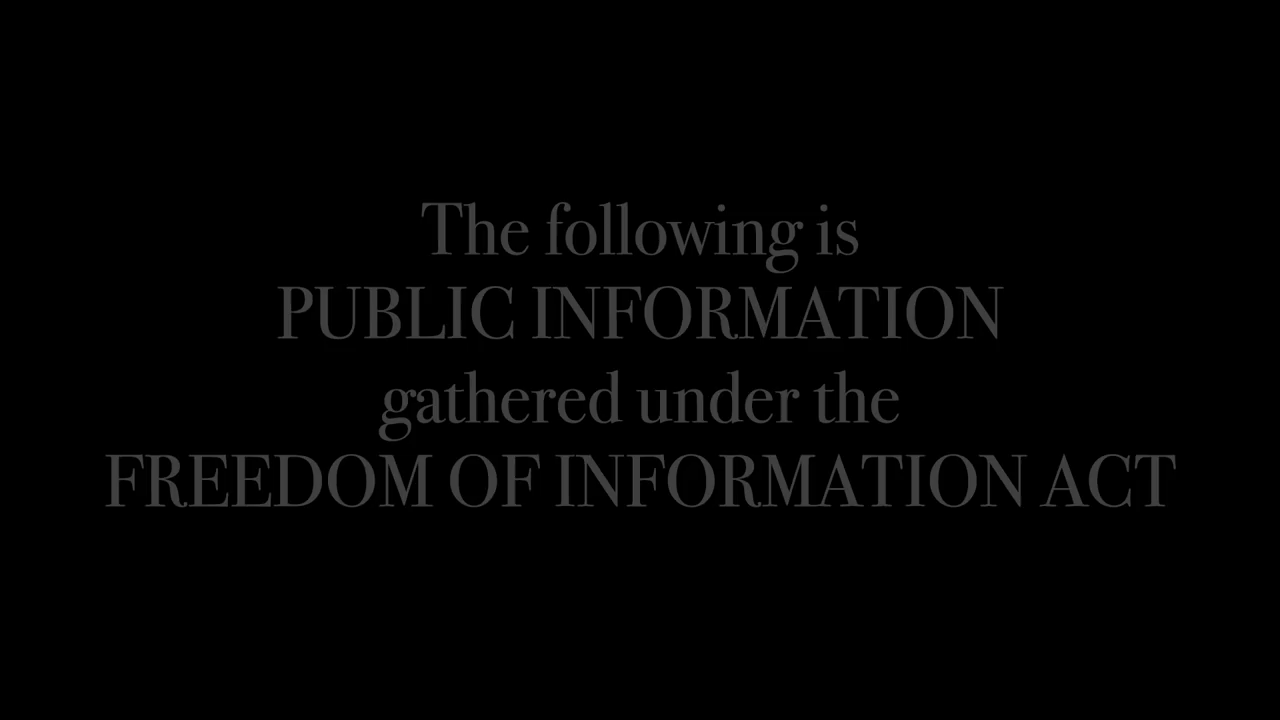 The following is
PUBLIC INFORMATION
gathered under the
FREEDOM OF INFORMATION ACT